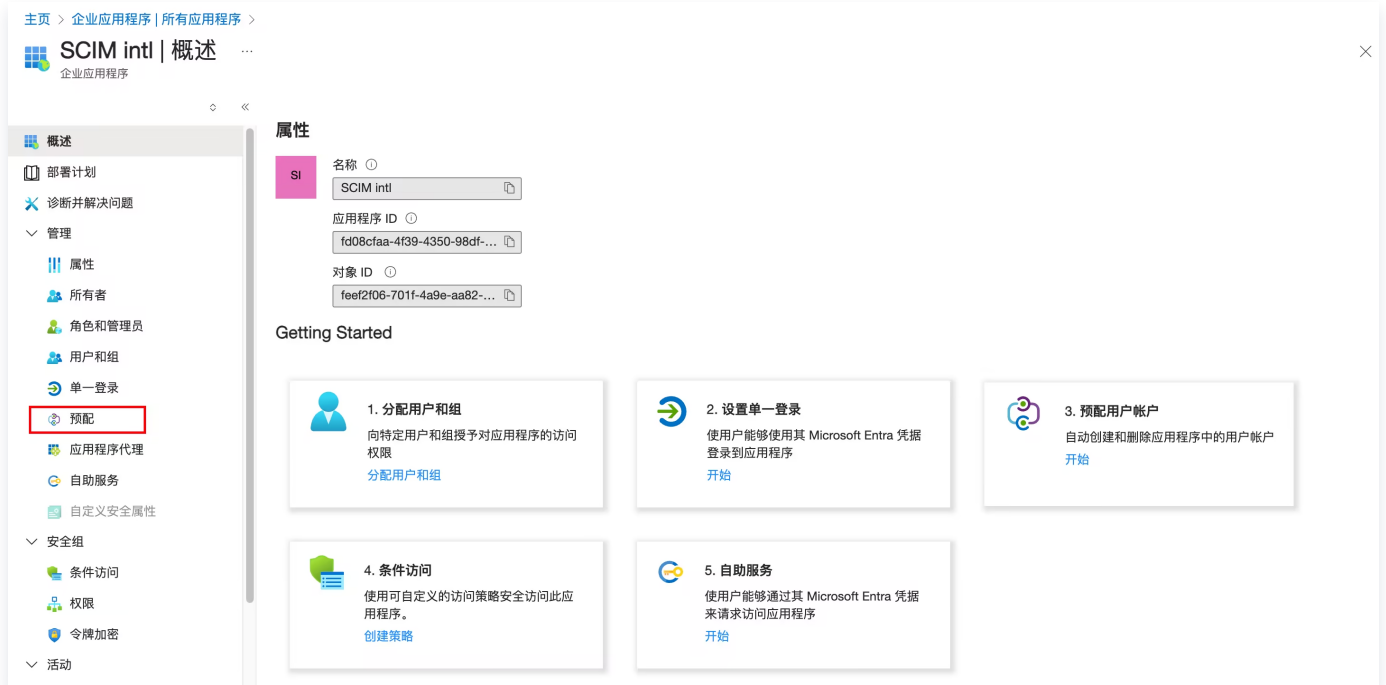 主页 > 企业应用程序 | 所有应用程序 >
SCIM intl | 概述 ...
企业应用程序
概述
部署计划
诊断并解决问题
管理
属性
所有者
角色和管理员
用户和组
单一登录
预配
应用程序代理
自助服务
自定义安全属性
安全组
条件访问
权限
令牌加密
活动
属性
SI
名称
SCIM intl
应用程序 ID
fd08cfaa-4f39-4350-98df-...
对象 ID
feef2f06-701f-4a9e-aa82-...
Getting Started
1. 分配用户和组
向特定用户和组授予对应用程序的访问
权限
分配用户和组
2. 设置单一登录
使用户能够使用其 Microsoft Entra 凭据
登录到应用程序
开始
3. 预配用户帐户
自动创建和删除应用程序中的用户帐户
开始
4. 条件访问
使用可自定义的访问策略安全访问此应
用程序。
创建策略
5. 自助服务
使用户能够通过其 Microsoft Entra 凭据
来请求访问应用程序
开始